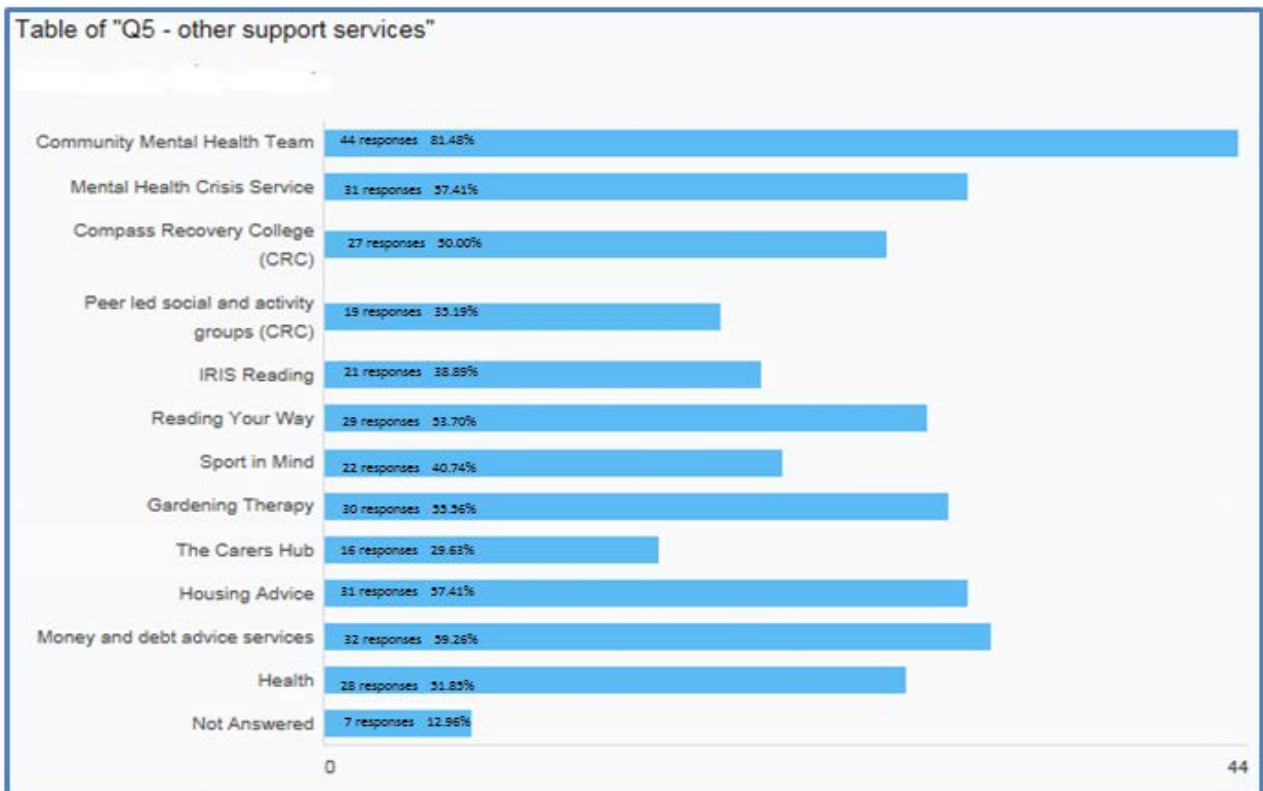 Table of "Q5 - other support services"
Community Mental Health Team 44 responses 81.48%
Mental Health Crisis Service 31 responses 57.41%
Compass Recovery College
(CRC) 27 responses 50.00%
Peer led social and activity
groups (CRC) 19 responses 35.19%
IRIS Reading 21 responses 38.89%
Reading Your Way 29 responses 53.70%
Sport in Mind 22 responses 40.74%
Gardening Therapy 30 responses 55.56%
The Carers Hub 16 responses 29.63%
Housing Advice 31 responses 57.41%
Money and debt advice services 32 responses 59.26%
Health 28 responses 51.85%
Not Answered 7 responses 12.96%
0 44